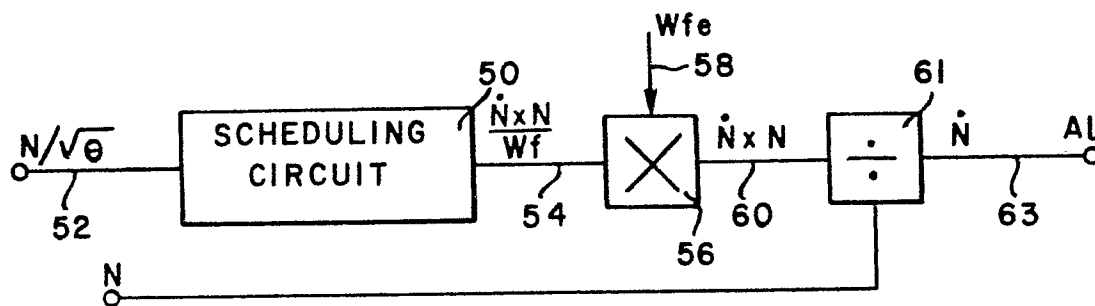 Wfe
58
N/√θ
52
SCHEDULING
CIRCUIT
50
Ṅ x N
Wf
54
56
Ṅ x N
60
÷
61
Ṅ
63
AL
N